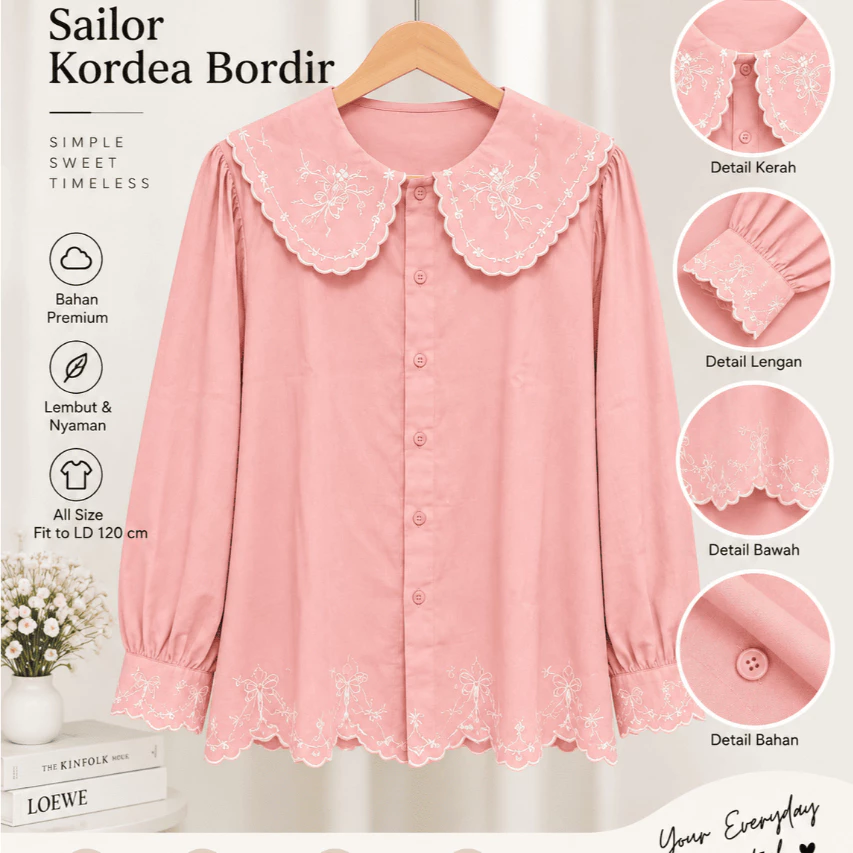 Sailor
Kordea Bordir
SIMPLE
SWEET
TIMELESS
Bahan
Premium
Lembut &
Nyaman
All Size
Fit to LD 120 cm
Detail Kerah
Detail Lengan
Detail Bawah
Detail Bahan
THE KINFOLK
LOEWE
Your Everyday